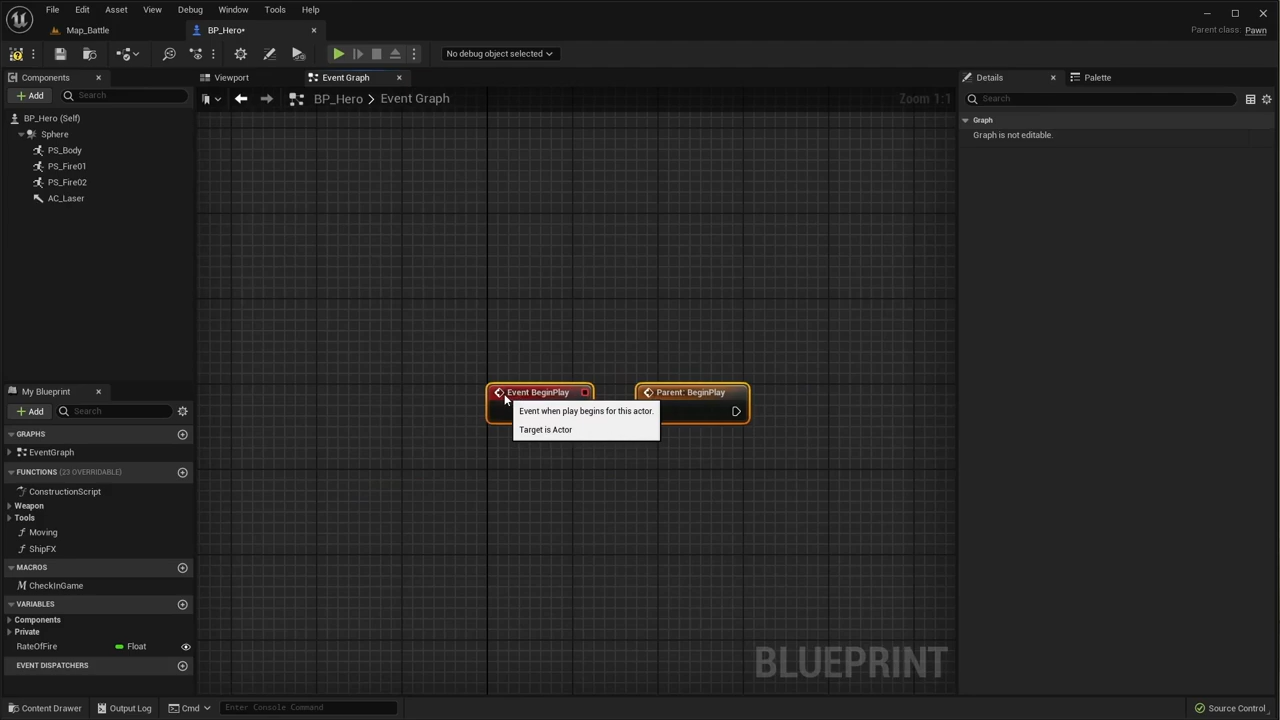 File Edit Asset View Debug Window Tools Help
Map_Battle
BP_Hero•
Parent class: Pawn
No debug object selected
Components
Viewport
Event Graph
Details
Palette
Add
Search
BP_Hero > Event Graph
Zoom 1:1
Search
BP_Hero (Self)
Graph
Sphere
Graph is not editable.
PS_Body
PS_Fire01
PS_Fire02
AC_Laser
Event BeginPlay
Parent: BeginPlay
Event when play begins for this actor.
Target is Actor
My Blueprint
Add
Search
GRAPHS
EventGraph
FUNCTIONS (23 OVERRIDABLE)
ConstructionScript
Weapon
Tools
Moving
ShipFX
MACROS
CheckInGame
VARIABLES
Components
Private
RateOfFire Float
EVENT DISPATCHERS
BLUEPRINT
Content Drawer
Output Log
Cmd
Enter Console Command
Source Control